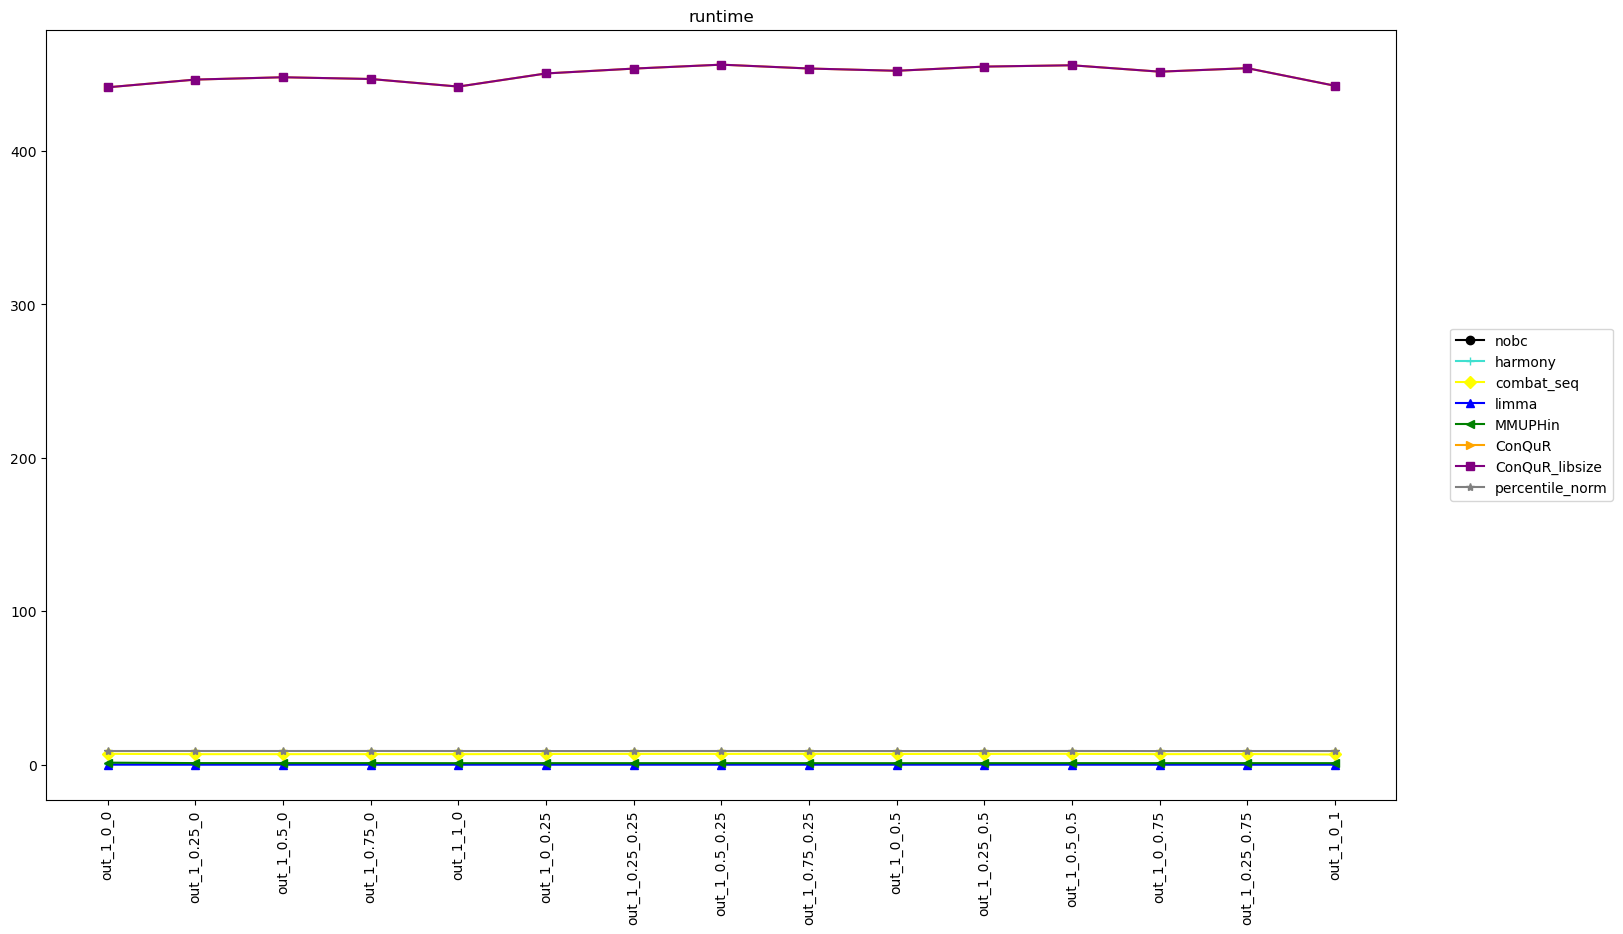 runtime
400
300
200
100
0
out_1_0_0
out_1_0.25_0
out_1_0.5_0
out_1_0.75_0
out_1_1_0
out_1_0_0.25
out_1_0.25_0.25
out_1_0.5_0.25
out_1_0.75_0.25
out_1_0_0.5
out_1_0.25_0.5
out_1_0.5_0.5
out_1_0_0.75
out_1_0.25_0.75
out_1_0_1
nobc
harmony
combat_seq
limma
MMUPHin
ConQuR
ConQuR_libsize
percentile_norm